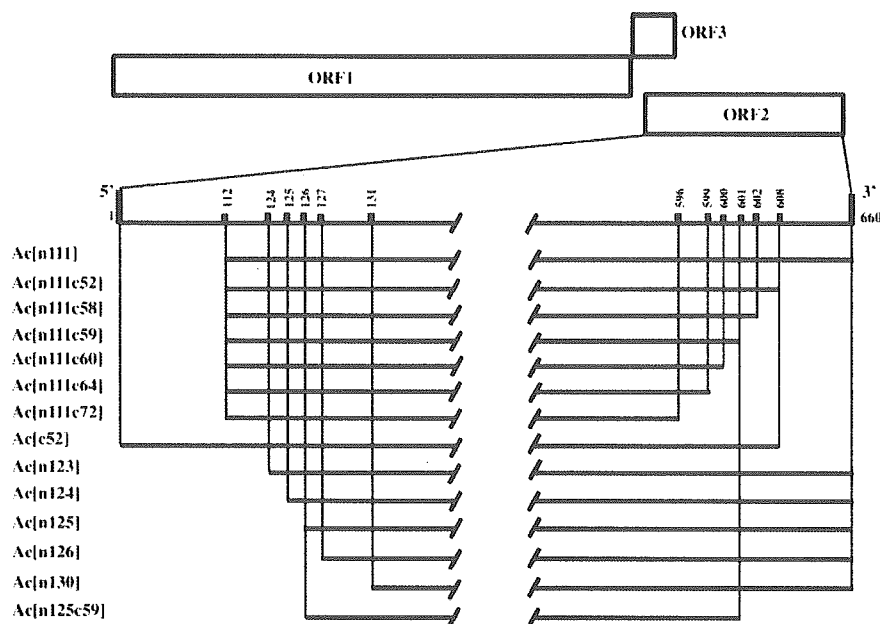 ORF3
ORF1
ORF2
5'
3'
1
112
124
125
126
127
131
596
599
600
601
602
608
660
Ac[n111]
Ac[n111c52]
Ac[n111c58]
Ac[n111c59]
Ac[n111c60]
Ac[n111c64]
Ac[n111c72]
Ac[c52]
Ac[n123]
Ac[n124]
Ac[n125]
Ac[n126]
Ac[n130]
Ac[n125c59]